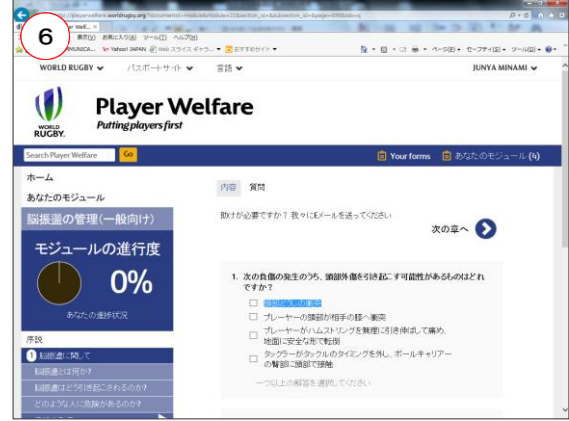 6
WORLD RUGBY
パスポートサイト
言語
JUNYA MINAMI
WORLD RUGBY.
Player Welfare
Putting players first
Search Player Welfare
Go
Your forms
あなたのモジュール (4)
ホーム
あなたのモジュール
脳振盪の管理(一般向け)
モジュールの進行度
0%
あなたの進捗状況
序説
1 脳振盪に関して
脳振盪とは何か?
脳振盪はどう引き起こされるのか?
どのような人に危険があるのか?
内容
質問
助けが必要ですか? 我々にEメールを送ってください
次の章へ
1. 次の負傷の発生のうち、頭部外傷を引き起こす可能性があるものはどれ
ですか?
頭部どうしの衝突
プレーヤーの頭部が相手の膝へ衝突
プレーヤーがハムストリングを無理に引き伸ばして痛め、
地面に安全な形で転倒
タックラーがタックルのタイミングを外し、ボールキャリアー
の臀部に頭部で接触
一つ以上の解答を選択してください